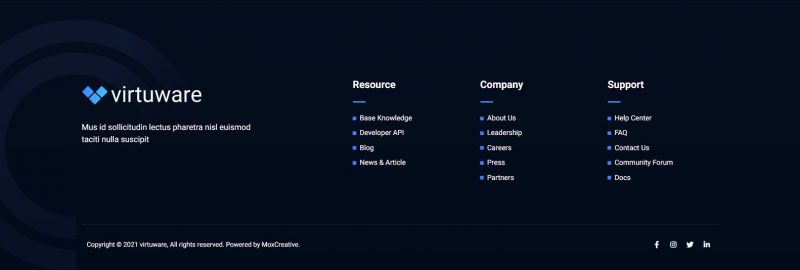 virtuware
Mus id sollicitudin lectus pharetra nisl euismod
taciti nulla suscipit
Resource
Base Knowledge
Developer API
Blog
News & Article
Company
About Us
Leadership
Careers
Press
Partners
Support
Help Center
FAQ
Contact Us
Community Forum
Docs
Copyright © 2021 virtuware, All rights reserved. Powered by MoxCreative.